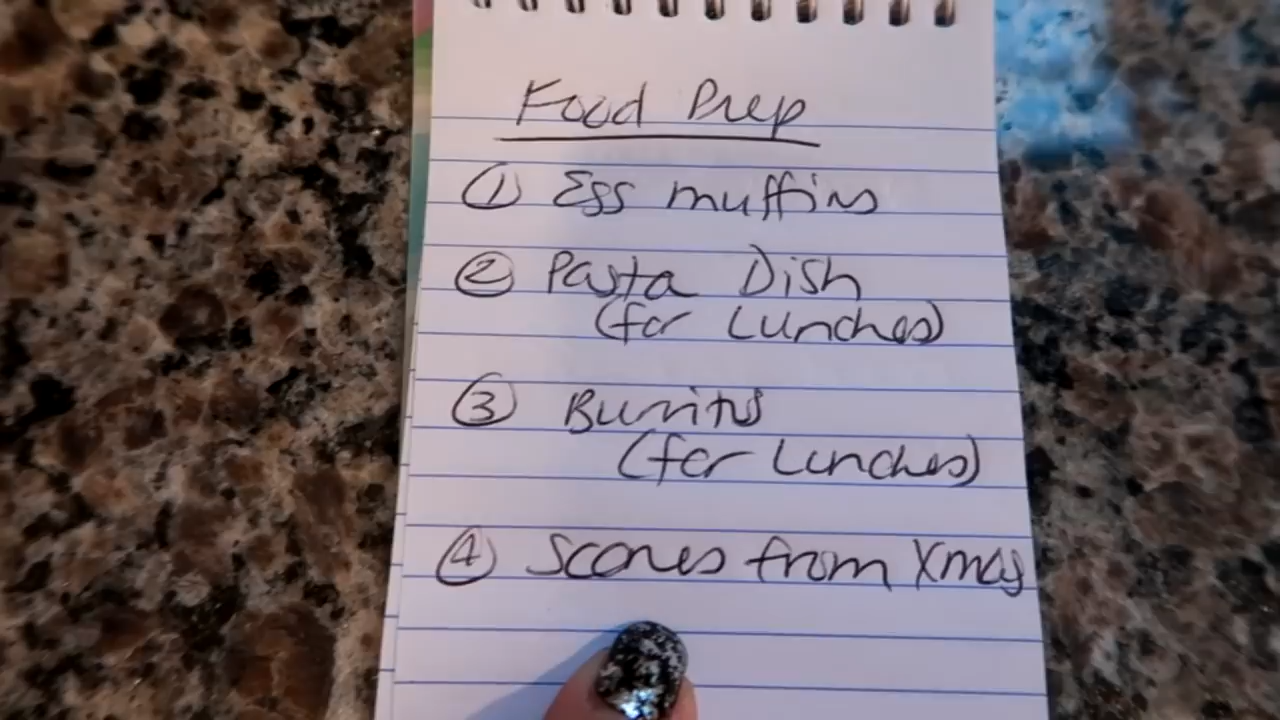 Food Prep
① Egg muffins
② Pasta Dish
(for Lunches)
③ Burritos
(for Lunches)
④ Scones from Xmas